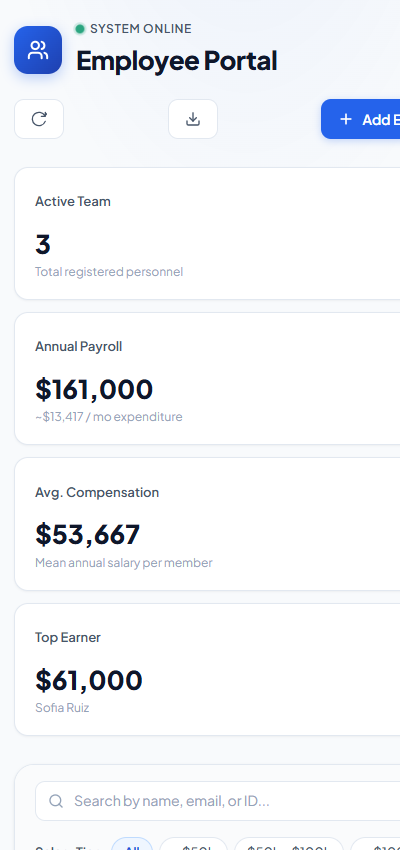 SYSTEM ONLINE
Employee Portal
Add E
Active Team
3
Total registered personnel
Annual Payroll
$161,000
~$13,417 / mo expenditure
Avg. Compensation
$53,667
Mean annual salary per member
Top Earner
$61,000
Sofia Ruiz
Search by name, email, or ID...
All